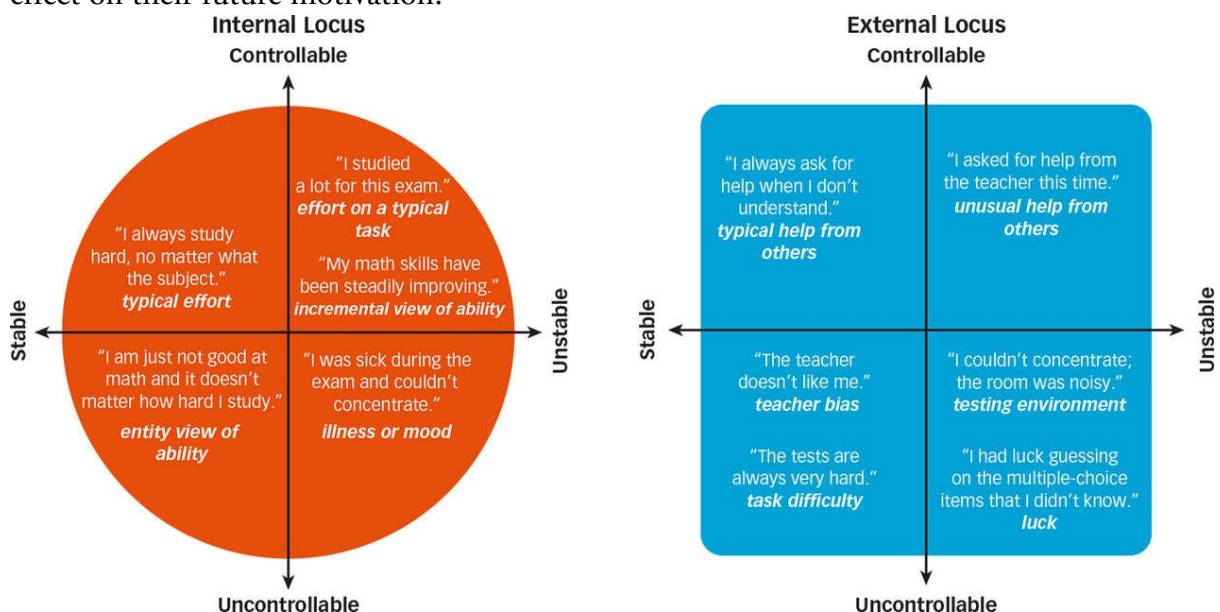 effect on their future motivation.
Internal Locus
Controllable
"I studied
a lot for this exam."
effort on a typical
task
"I always study
hard, no matter what
the subject."
typical effort
"My math skills have
been steadily improving."
incremental view of ability
Stable
Unstable
"I am just not good at
math and it doesn't
matter how hard I study."
entity view of
ability
"I was sick during the
exam and couldn't
concentrate."
illness or mood
Uncontrollable
External Locus
Controllable
"I always ask for
help when I don't
understand."
typical help from
others
"I asked for help from
the teacher this time."
unusual help from
others
Stable
Unstable
"The teacher
doesn't like me."
teacher bias
"The tests are
always very hard."
task difficulty
"I couldn't concentrate;
the room was noisy."
testing environment
"I had luck guessing
on the multiple-choice
items that I didn't know."
luck
Uncontrollable